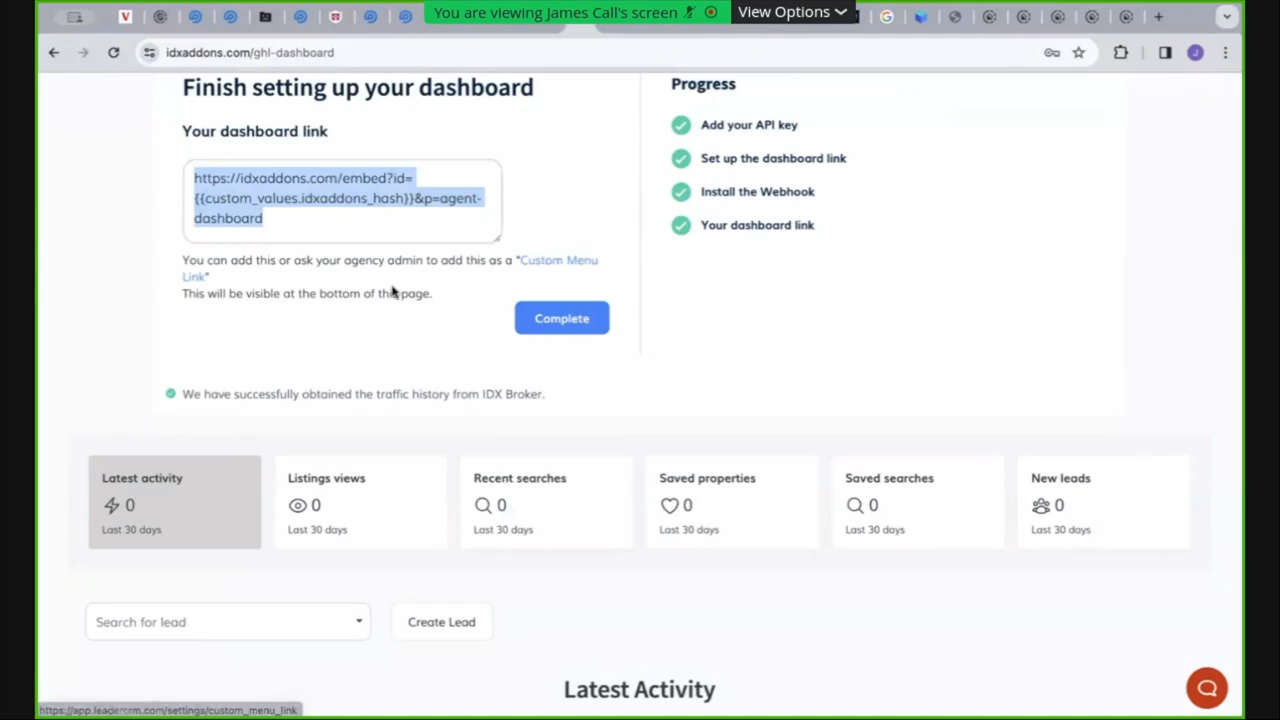 You are viewing James Call's screen
View Options
idxaddons.com/ghl-dashboard
Finish setting up your dashboard
Your dashboard link
https://idxaddons.com/embed?id=
{{custom_values.idxaddons_hash}}&p=agent-
dashboard
You can add this or ask your agency admin to add this as a "Custom Menu
Link"
This will be visible at the bottom of this page.
Complete
Progress
Add your API key
Set up the dashboard link
Install the Webhook
Your dashboard link
We have successfully obtained the traffic history from IDX Broker.
Latest activity
0
Last 30 days
Listings views
0
Last 30 days
Recent searches
0
Last 30 days
Saved properties
0
Last 30 days
Saved searches
0
Last 30 days
New leads
0
Last 30 days
Search for lead
Create Lead
Latest Activity
https://app.leadercrm.com/settings/custom_menu_link